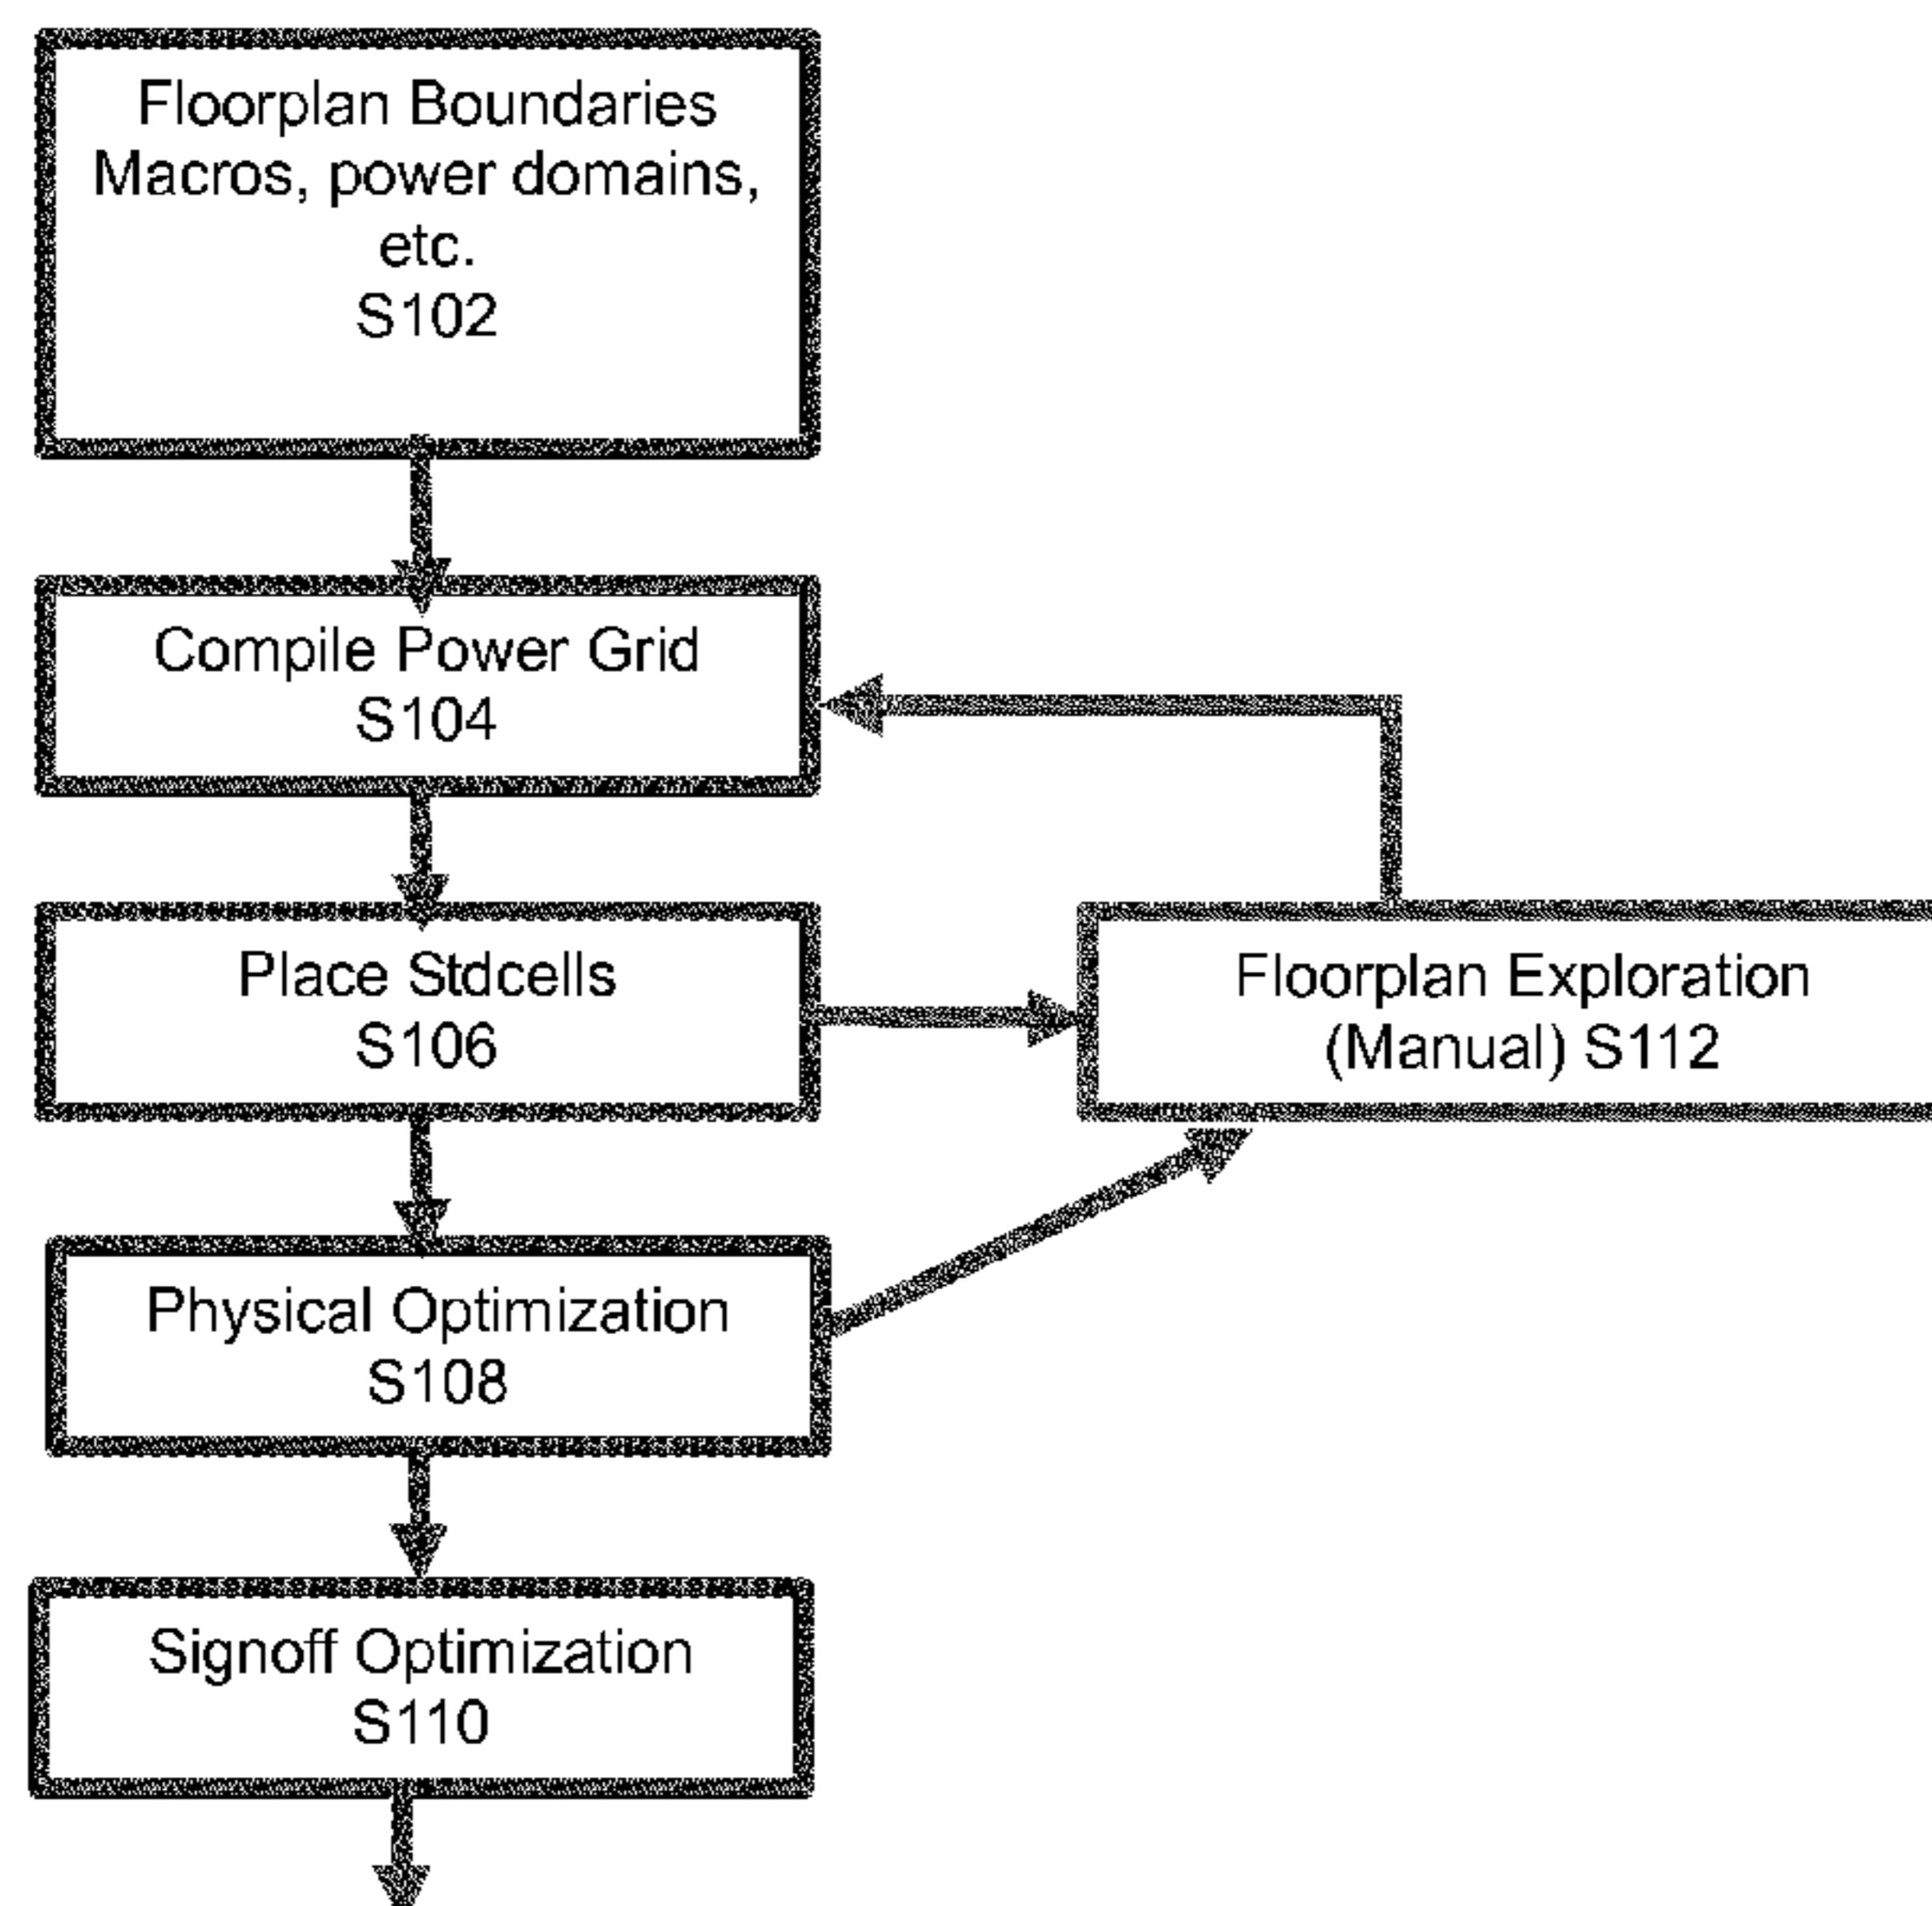 Floorplan Boundaries
Macros, power domains,
etc.
S102
Compile Power Grid
S104
Place Stdcells
S106
Floorplan Exploration
(Manual) S112
Physical Optimization
S108
Signoff Optimization
S110